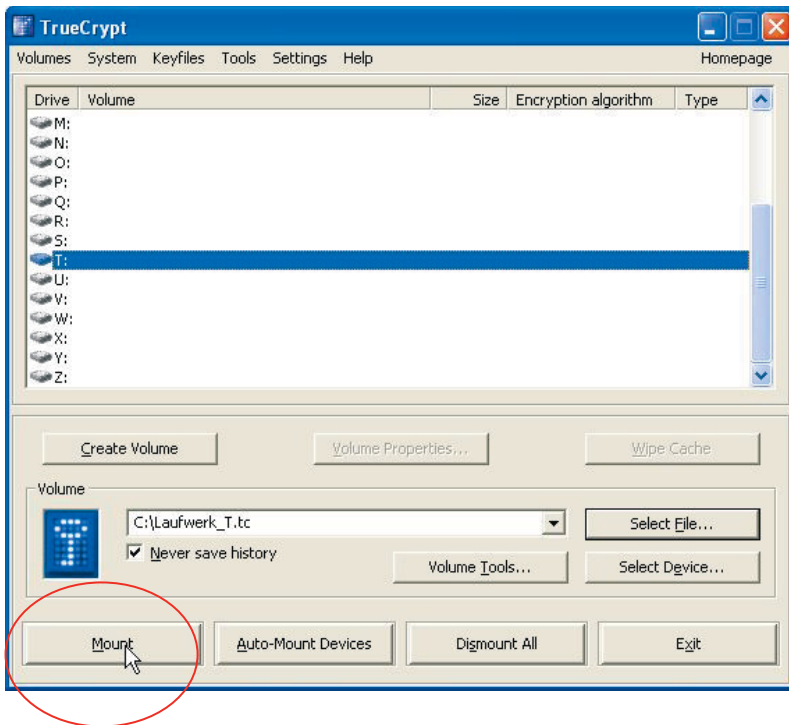 TrueCrypt
Volumes System Keyfiles Tools Settings Help Homepage
Drive Volume Size Encryption algorithm Type
M:
N:
O:
P:
Q:
R:
S:
T:
U:
V:
W:
X:
Y:
Z:
Create Volume Volume Properties... Wipe Cache
Volume
C:\Laufwerk_T.tc Select File...
Never save history
Volume Tools... Select Device...
Mount Auto-Mount Devices Dismount All Exit